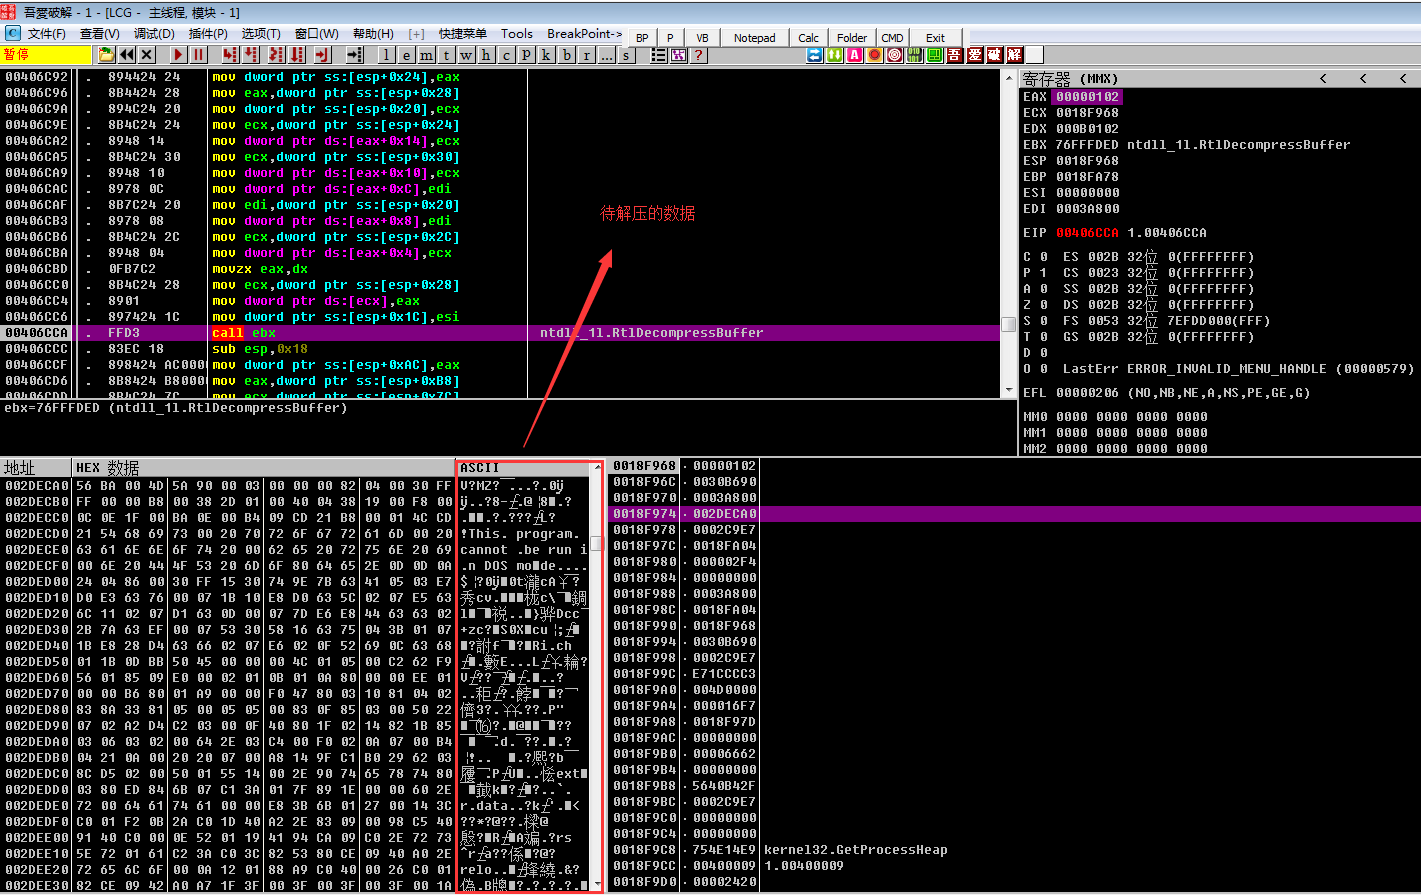 吾爱破解 - 1 - [LCG - 主线程, 模块 - 1]
文件(F) 查看(V) 调试(D) 插件(P) 选项(T) 窗口(W) 帮助(H) [+] 快捷菜单 Tools BreakPoint-> BP P VB Notepad Calc Folder CMD Exit
暂停 l e m t w h c P k b r ... s ? 吾 爱 破 解
00406C92 . 894424 24 mov dword ptr ss:[esp+0x24],eax
00406C96 . 8B4424 28 mov eax,dword ptr ss:[esp+0x28]
00406C9A . 894C24 20 mov dword ptr ss:[esp+0x20],ecx
00406C9E . 8B4C24 24 mov ecx,dword ptr ss:[esp+0x24]
00406CA2 . 8948 14 mov dword ptr ds:[eax+0x14],ecx
00406CA5 . 8B4C24 30 mov ecx,dword ptr ss:[esp+0x30]
00406CA9 . 8948 10 mov dword ptr ds:[eax+0x10],ecx
00406CAC . 8978 0C mov dword ptr ds:[eax+0xC],edi
00406CAF . 8B7C24 20 mov edi,dword ptr ss:[esp+0x20]
00406CB3 . 8978 08 mov dword ptr ds:[eax+0x8],edi
00406CB6 . 8B4C24 2C mov ecx,dword ptr ss:[esp+0x2C]
00406CBA . 8948 04 mov dword ptr ds:[eax+0x4],ecx
00406CBD . 0FB7C2 movzx eax,dx
00406CC0 . 8B4C24 28 mov ecx,dword ptr ss:[esp+0x28]
00406CC4 . 8901 mov dword ptr ds:[ecx],eax
00406CC6 . 897424 1C mov dword ptr ss:[esp+0x1C],esi
00406CCA . FFD3 call ebx ntdll_1l.RtlDecompressBuffer
00406CCC . 83EC 18 sub esp,0x18
00406CCF . 898424 AC000 mov dword ptr ss:[esp+0xAC],eax
00406CD6 . 8B8424 B8000 mov eax,dword ptr ss:[esp+0xB8]
待解压的数据
ebx=76FFFDED (ntdll_1l.RtlDecompressBuffer)
寄存器 (MMX) < < <
EAX 00000102
ECX 0018F968
EDX 000B0102
EBX 76FFFDED ntdll_1l.RtlDecompressBuffer
ESP 0018F968
EBP 0018FA78
ESI 00000000
EDI 0003A800
EIP 00406CCA 1.00406CCA
C 0 ES 002B 32位 0(FFFFFFFF)
P 1 CS 0023 32位 0(FFFFFFFF)
A 0 SS 002B 32位 0(FFFFFFFF)
Z 0 DS 002B 32位 0(FFFFFFFF)
S 0 FS 0053 32位 7EFDD000(FFF)
T 0 GS 002B 32位 0(FFFFFFFF)
D 0
O 0 LastErr ERROR_INVALID_MENU_HANDLE (00000579)
EFL 00000206 (NO,NB,NE,A,NS,PE,GE,G)
MM0 0000 0000 0000 0000
MM1 0000 0000 0000 0000
MM2 0000 0000 0000 0000
地址 HEX 数据 ASCII
002DECA0 56 BA 00 4D 5A 90 00 03 00 00 00 82 04 00 30 FF
002DECB0 FF 00 00 B8 00 38 2D 01 00 40 04 38 19 00 F8 00
002DECC0 0C 0E 1F 00 BA 0E 00 B4 09 CD 21 B8 00 01 4C CD
002DECD0 21 54 68 69 73 00 20 70 72 6F 67 72 61 6D 00 20 !This. program.
002DECE0 63 61 6E 6E 6F 74 20 00 62 65 20 72 75 6E 20 69 cannot .be run i
002DECF0 00 6E 20 44 4F 53 20 6D 6F 80 64 65 2E 0D 0D 0A
002DED00 24 04 86 00 30 FF 15 30 74 9E 7B 63 41 05 03 E7
002DED10 D0 E3 63 76 00 07 1B 10 E8 D0 63 5C 02 07 E5 63
002DED20 6C 11 02 07 D1 63 0D 00 07 7D E6 E8 44 63 63 02
002DED30 2B 7A 63 EF 00 07 53 30 58 16 63 75 04 3B 01 07
002DED40 1B E8 28 D4 63 66 02 07 E6 02 0F 52 69 0C 63 68
002DED50 01 1B 0D BB 50 45 00 00 00 4C 01 05 00 C2 62 F9
002DED60 56 01 85 09 E0 00 02 01 0B 01 0A 80 00 00 EE 01
002DED70 00 00 B6 80 01 A9 00 00 F0 47 80 03 10 81 04 02
002DED80 83 8A 33 81 05 00 05 05 00 83 0F 85 03 00 50 22
002DED90 07 02 A2 D4 C2 03 00 0F 40 80 1F 02 14 82 1B 85
002DEDA0 03 06 03 02 00 64 2E 03 C4 00 F0 02 0A 07 00 B4
002DEDB0 04 21 0A 00 20 20 07 00 A8 14 9F C1 B0 29 62 03
002DEDC0 8C D5 02 00 50 01 55 14 00 2E 90 74 65 78 74 80
002DEDD0 03 80 ED 84 6B 07 C1 3A 01 7F 89 1E 00 00 60 2E
002DEDE0 72 00 64 61 74 61 00 00 E8 3B 6B 01 27 00 14 3C
002DEDF0 C0 01 F2 0B 2A C0 1D 40 A2 2E 83 09 00 98 C5 40
002DEE00 91 40 C0 00 0E 52 01 19 41 94 CA 09 C0 2E 72 73
002DEE10 5E 72 01 61 C2 3A C0 3C 82 53 80 CE 09 40 A0 2E
002DEE20 72 65 6C 6F 00 0A 12 01 88 A9 C0 40 00 26 C0 01
002DEE30 82 CE 09 42 A0 A7 1F 3F 00 3F 00 3F 00 3F 00 1A
0018F968 . 00000102
0018F96C . 0030B690
0018F970 . 0003A800
0018F974 . 002DECA0
0018F978 . 0002C9E7
0018F97C . 0018FA04
0018F980 . 000002F4
0018F984 . 00000000
0018F988 . 0003A800
0018F98C . 0018FA04
0018F990 . 0018F968
0018F994 . 0030B690
0018F998 . 0002C9E7
0018F99C . E71CCCC3
0018F9A0 . 004D0000
0018F9A4 . 000016F7
0018F9A8 . 0018F97D
0018F9AC . 00000000
0018F9B0 . 00006662
0018F9B4 . 00000000
0018F9B8 . 5640B42F
0018F9BC . 0002C9E7
0018F9C0 . 00000000
0018F9C4 . 00000000
0018F9C8 . 754E14E9 kernel32.GetProcessHeap
0018F9CC . 00400009 1.00400009
0018F9D0 . 00002420